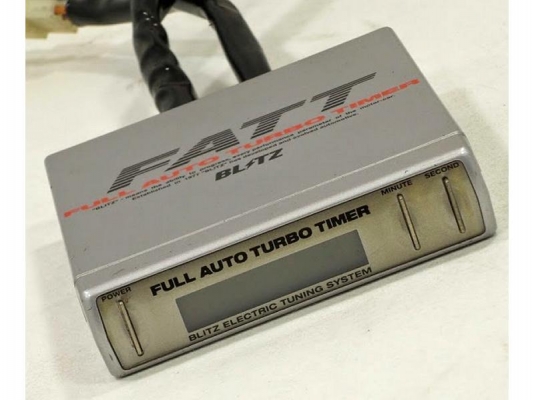 FATT
FULL AUTO TURBO TIMER
BLITZ
MINUTE SECOND
FULL AUTO TURBO TIMER
POWER
BLITZ ELECTRIC TUNING SYSTEM